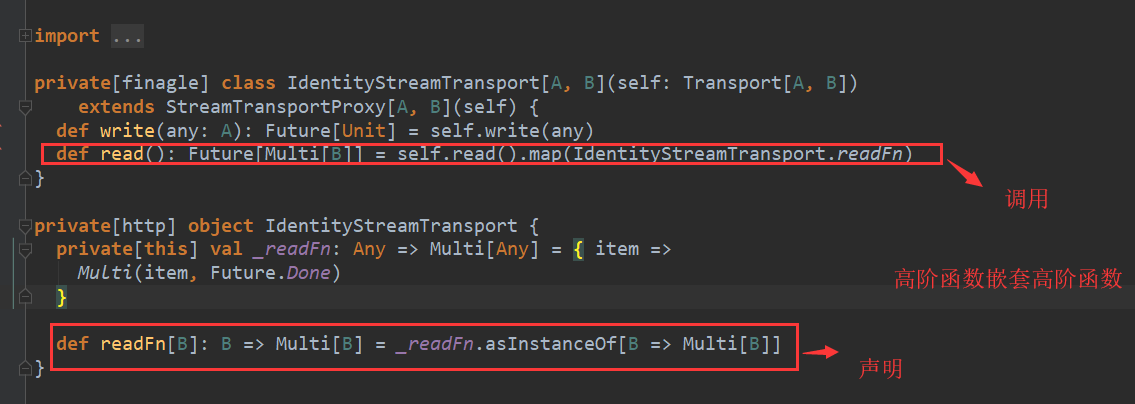 import ...
private[finagle] class IdentityStreamTransport[A, B](self: Transport[A, B])
extends StreamTransportProxy[A, B](self) {
def write(any: A): Future[Unit] = self.write(any)
def read(): Future[Multi[B]] = self.read().map(IdentityStreamTransport.readFn)
}
调用
private[http] object IdentityStreamTransport {
private[this] val _readFn: Any => Multi[Any] = { item =>
Multi(item, Future.Done)
高阶函数嵌套高阶函数
}
def readFn[B]: B => Multi[B] = _readFn.asInstanceOf[B => Multi[B]]
声明
}